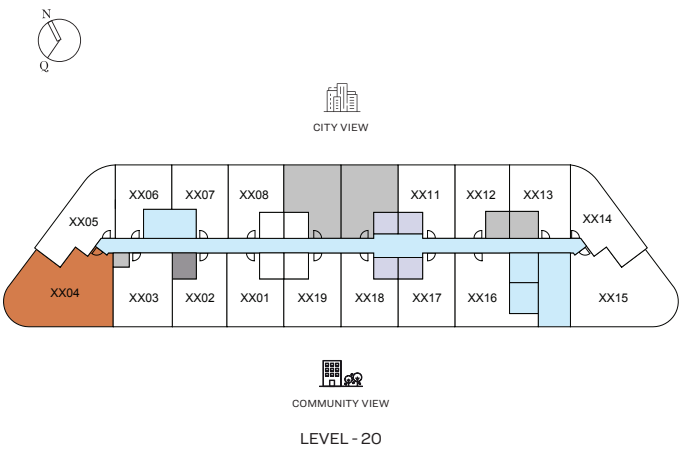 N
Q
CITY VIEW
XX06 XX07 XX08 XX11 XX12 XX13
XX05 XX14
XX04 XX03 XX02 XX01 XX19 XX18 XX17 XX16 XX15
COMMUNITY VIEW
LEVEL - 20